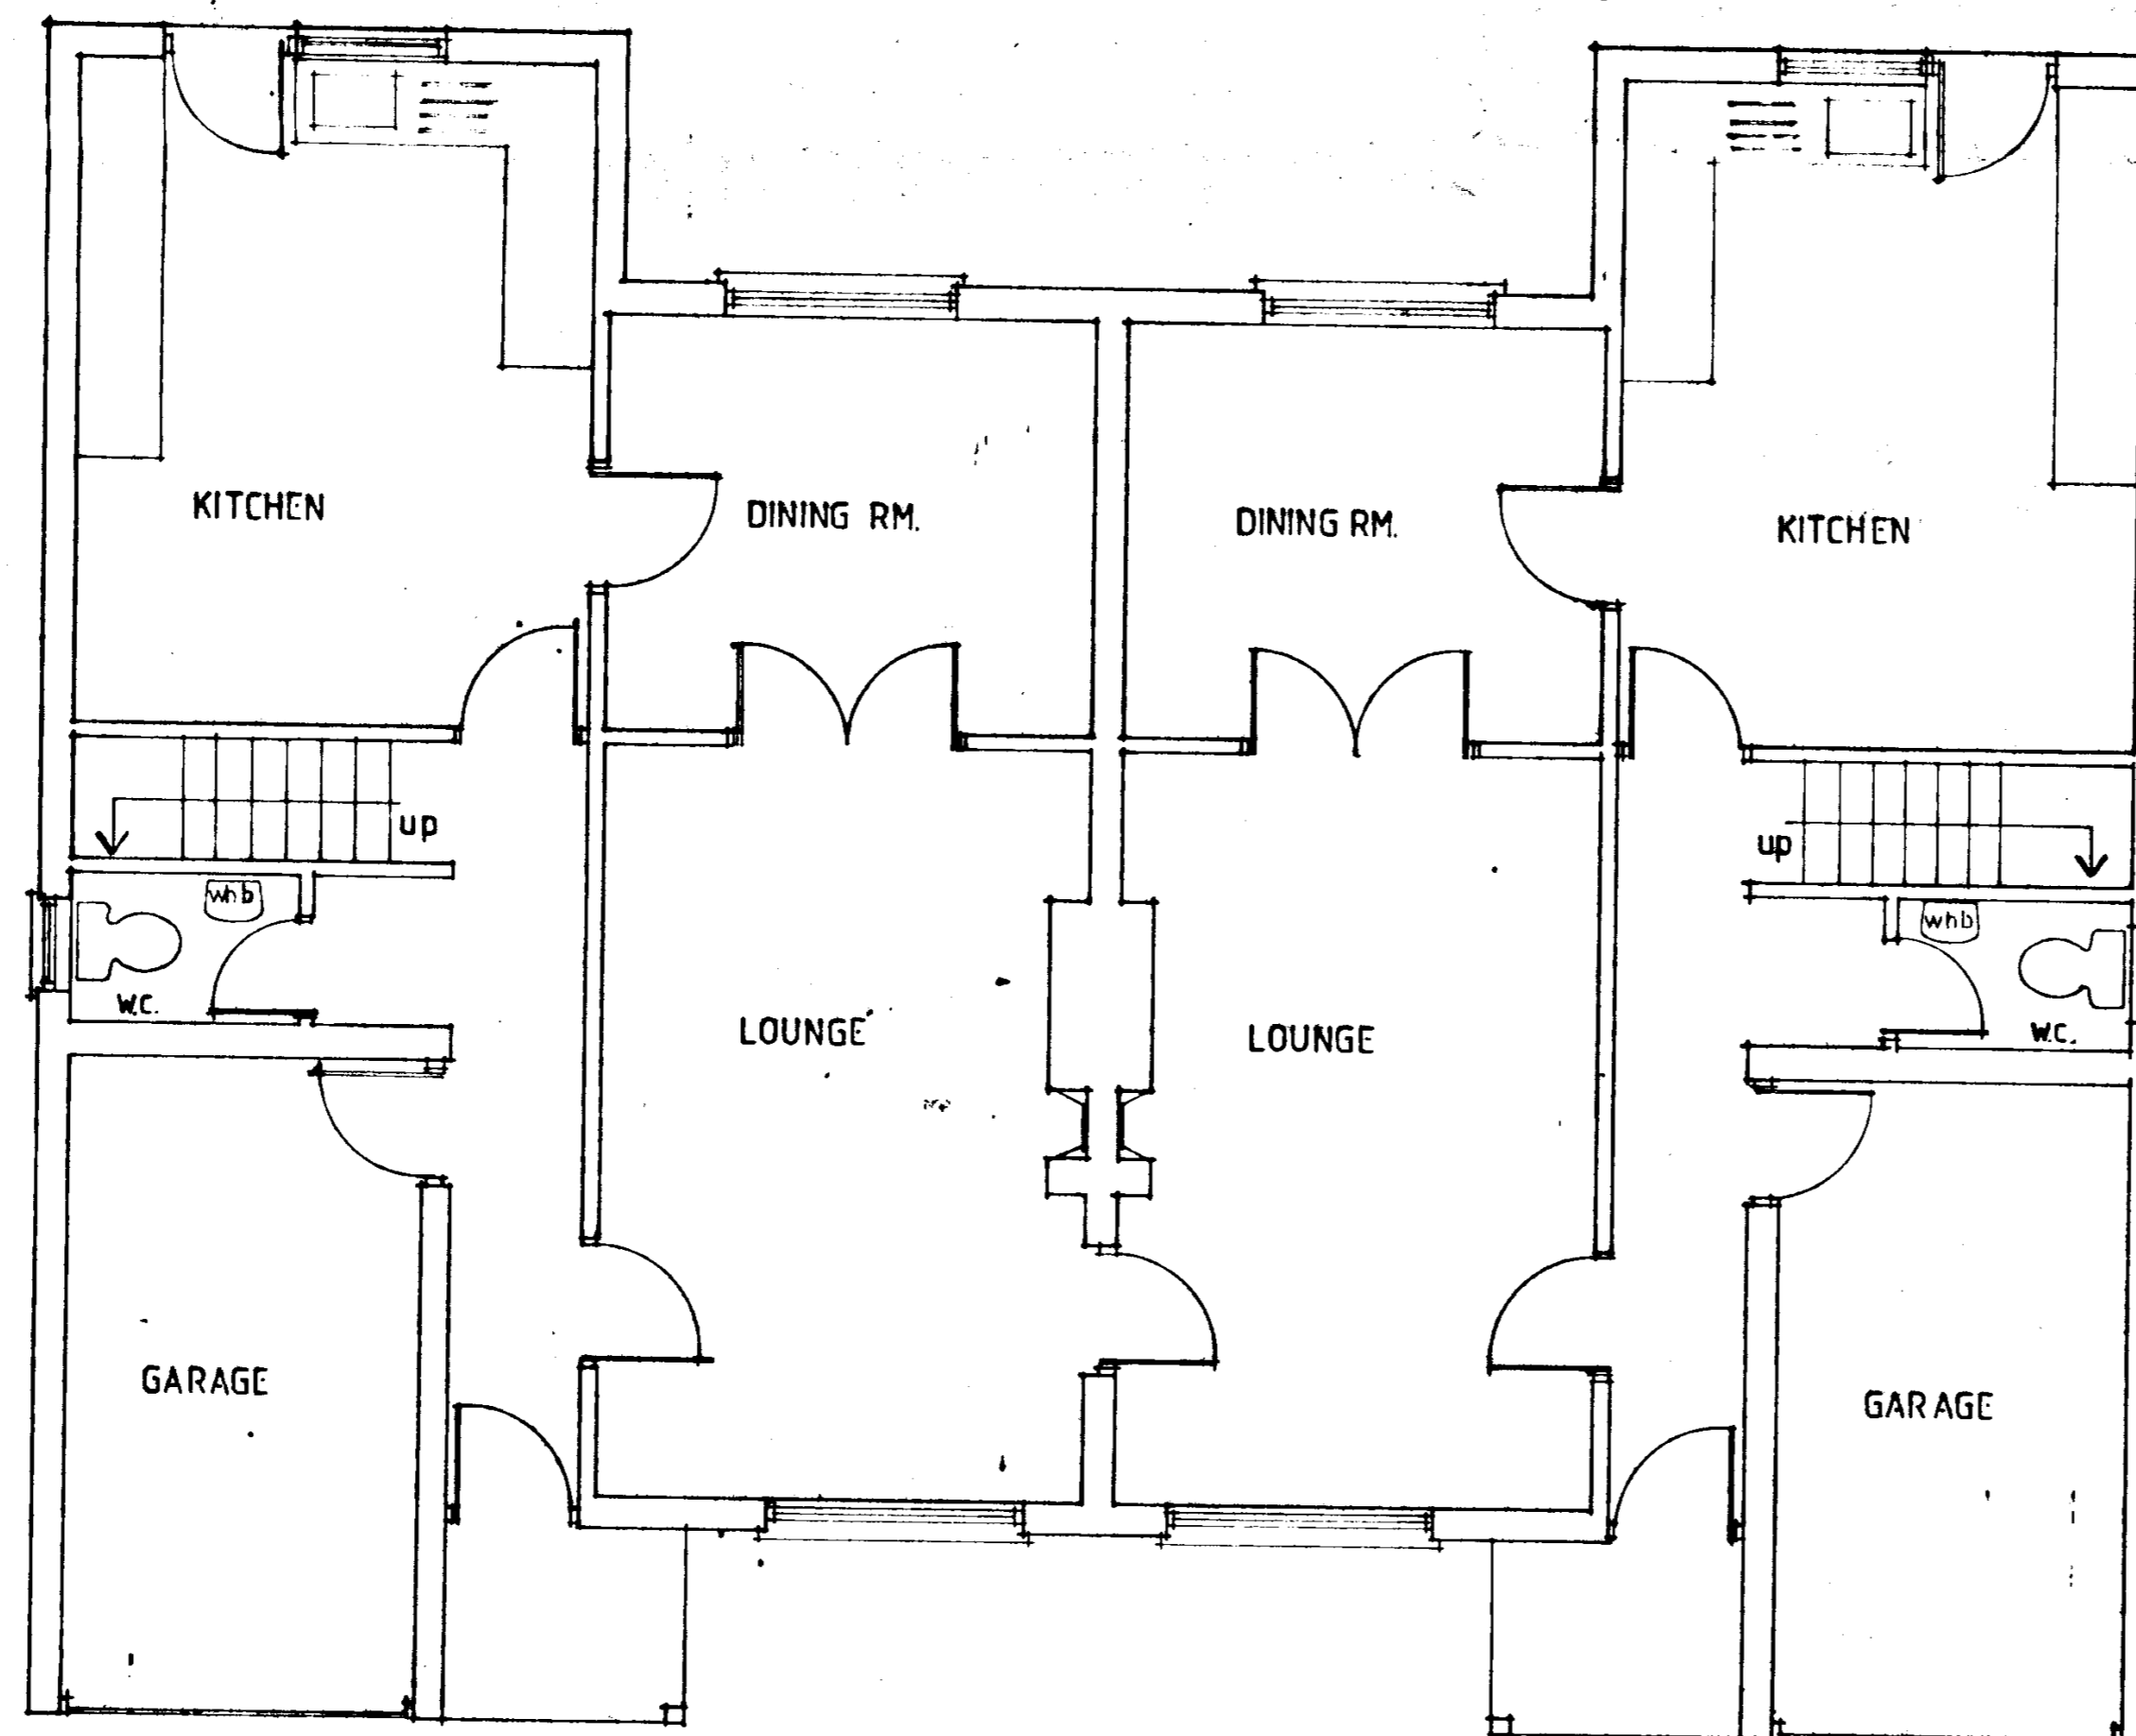 KITCHEN
DINING RM.
DINING RM.
KITCHEN
up
up
whb
whb
W.C.
W.C.
LOUNGE
LOUNGE
GARAGE
GARAGE